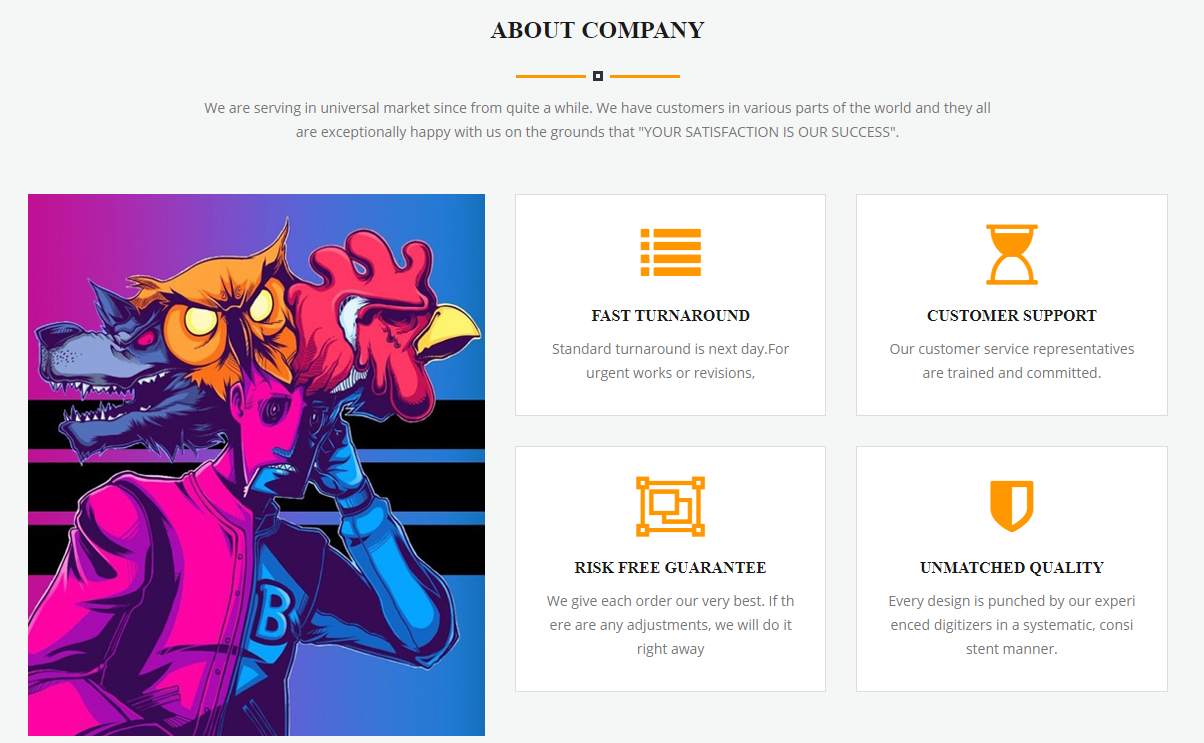 ABOUT COMPANY
We are serving in universal market since from quite a while. We have customers in various parts of the world and they all
are exceptionally happy with us on the grounds that "YOUR SATISFACTION IS OUR SUCCESS".
FAST TURNAROUND
Standard turnaround is next day.For
urgent works or revisions,
CUSTOMER SUPPORT
Our customer service representatives
are trained and committed.
RISK FREE GUARANTEE
We give each order our very best. If th
ere are any adjustments, we will do it
right away
UNMATCHED QUALITY
Every design is punched by our experi
enced digitizers in a systematic, consi
stent manner.
B